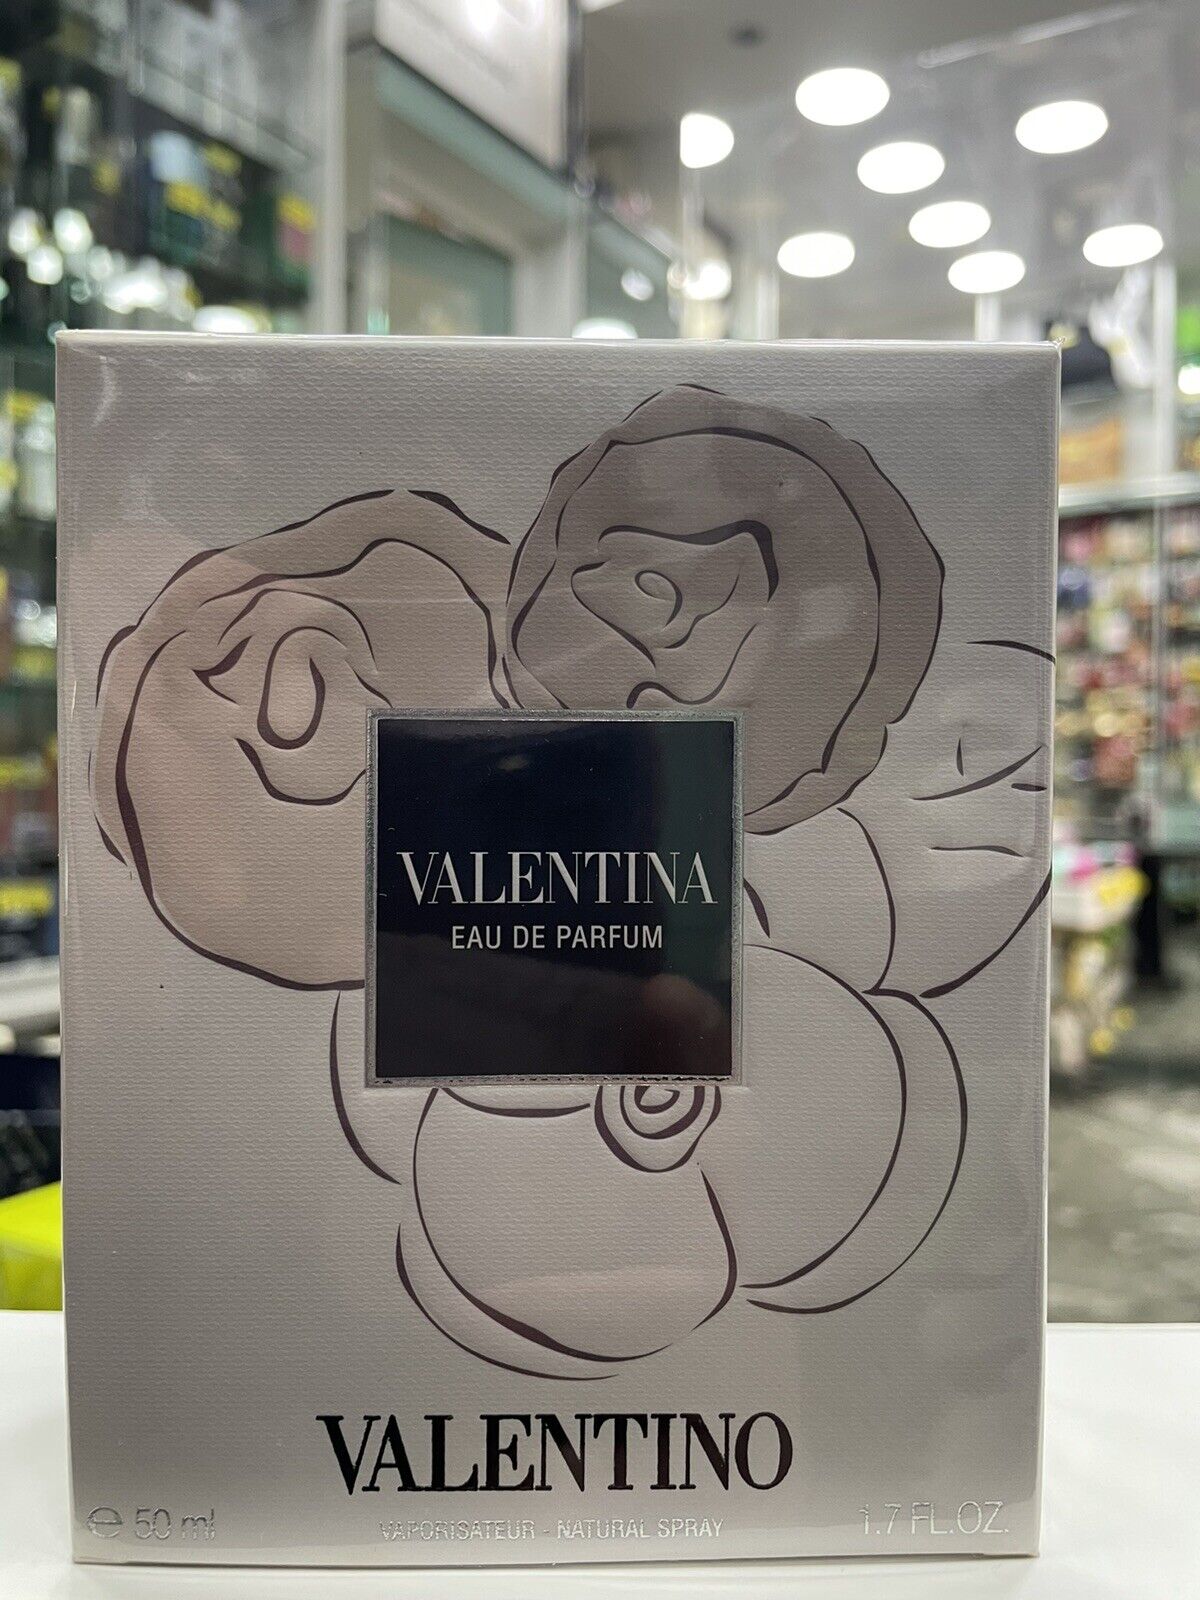 VALENTINA
EAU DE PARFUM
VALENTINO
℮ 50 ml
VAPORISATEUR - NATURAL SPRAY
1.7 FL.OZ.